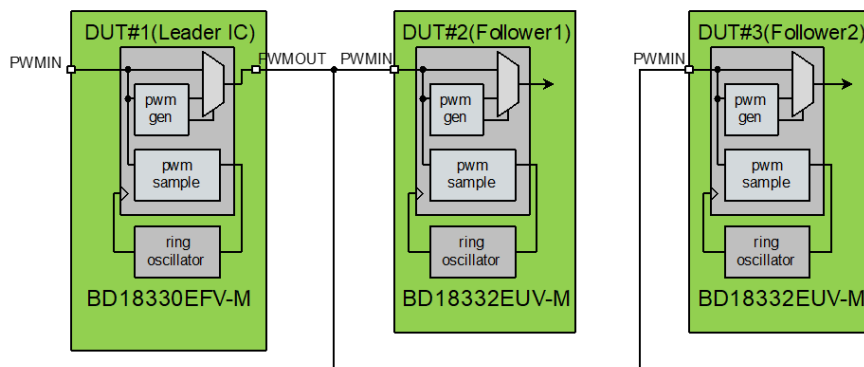 DUT#1(Leader IC)
PWMIN
pwm
gen
pwm
sample
ring
oscillator
BD18330EFV-M
PWMOUT
PWMIN
DUT#2(Follower1)
pwm
gen
pwm
sample
ring
oscillator
BD18332EUV-M
PWMIN
DUT#3(Follower2)
pwm
gen
pwm
sample
ring
oscillator
BD18332EUV-M